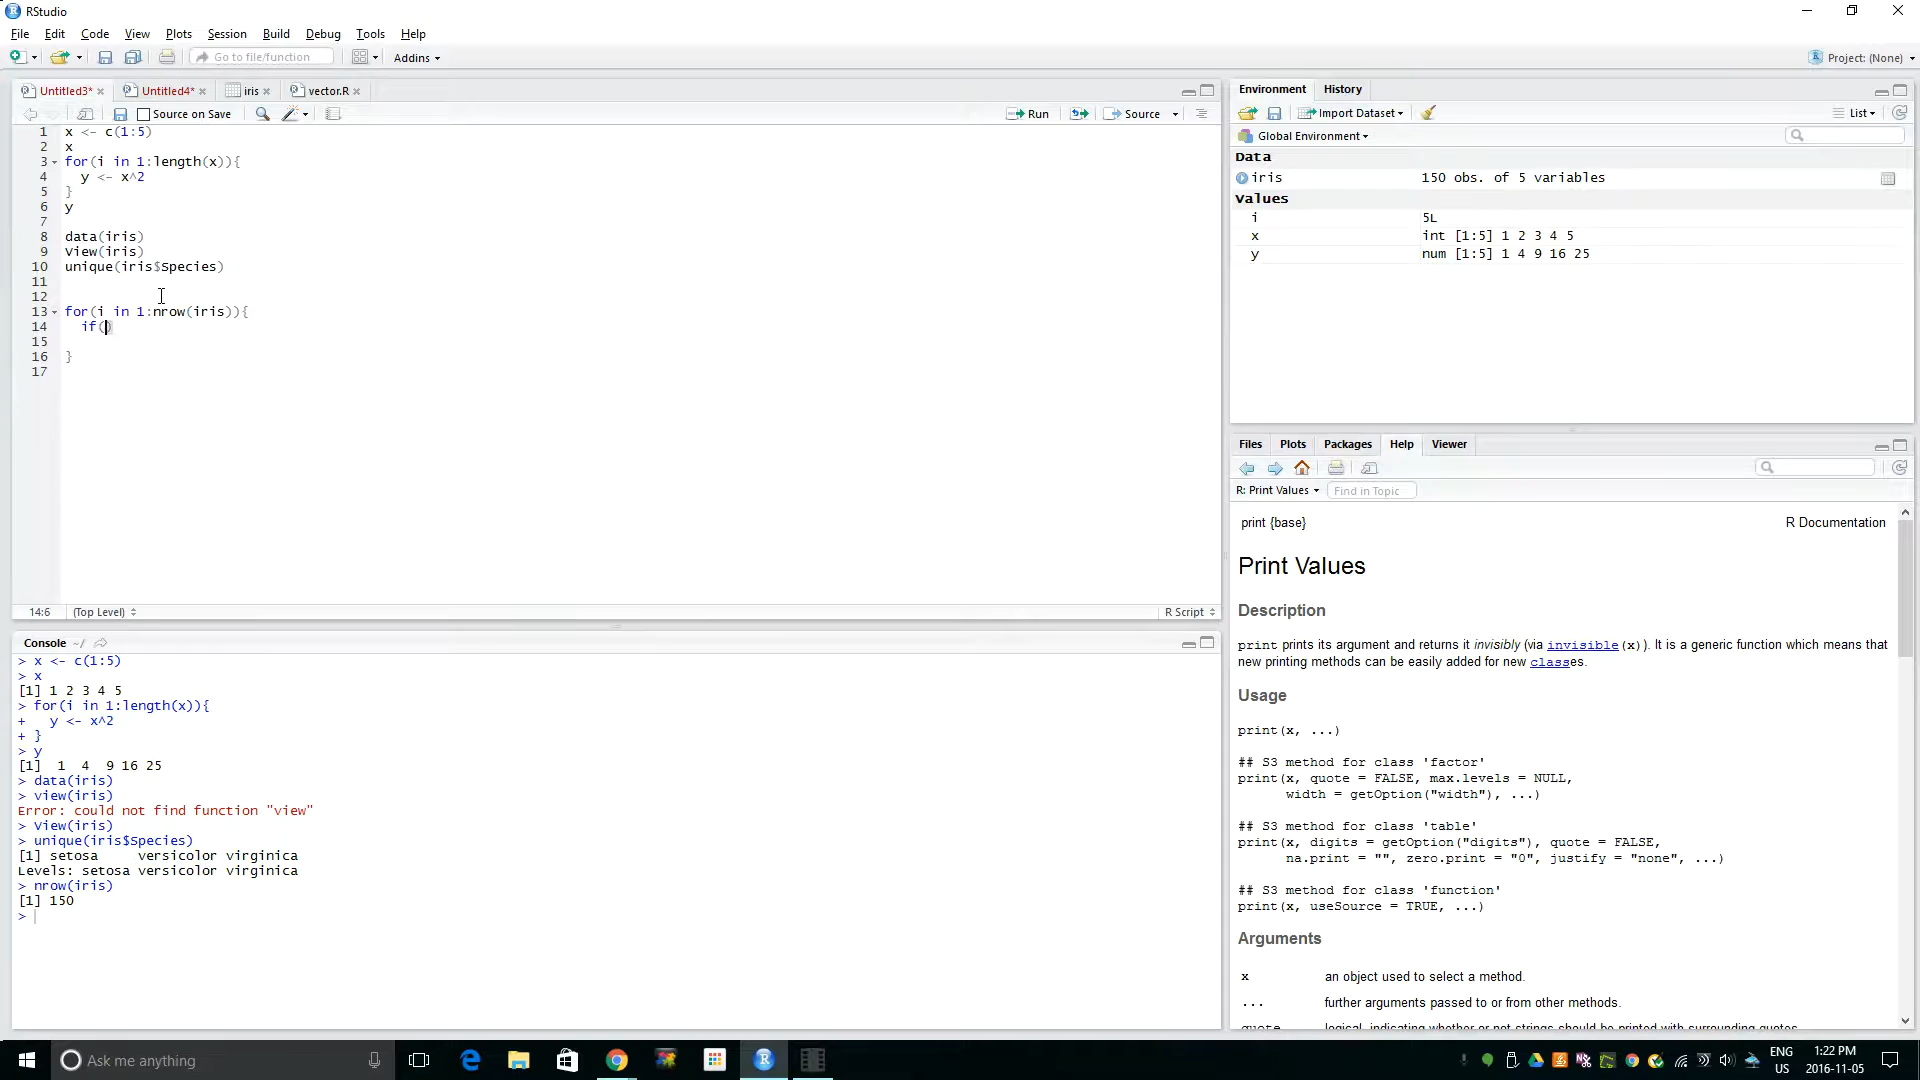 RStudio
File Edit Code View Plots Session Build Debug Tools Help
Go to file/function Addins Project: (None)
Untitled3* Untitled4* iris vector.R
Source on Save Run Source
1 x <- c(1:5)
2 x
3 for(i in 1:length(x)){
4 y <- x^2
5 }
6 y
7
8 data(iris)
9 View(iris)
10 unique(iris$Species)
11
12
13 for(i in 1:nrow(iris)){
14 if()
15
16 }
17
14:6 (Top Level) R Script
Console ~/
> x <- c(1:5)
> x
[1] 1 2 3 4 5
> for(i in 1:length(x)){
+ y <- x^2
+ }
> y
[1] 1 4 9 16 25
> data(iris)
> view(iris)
Error: could not find function "view"
> View(iris)
> unique(iris$Species)
[1] setosa versicolor virginica
Levels: setosa versicolor virginica
> nrow(iris)
[1] 150
>
Environment History
Import Dataset List
Global Environment
Data
iris 150 obs. of 5 variables
Values
i 5L
x int [1:5] 1 2 3 4 5
y num [1:5] 1 4 9 16 25
Files Plots Packages Help Viewer
R: Print Values Find in Topic
print {base} R Documentation
Print Values
Description
print prints its argument and returns it invisibly (via invisible(x)). It is a generic function which means that
new printing methods can be easily added for new classes.
Usage
print(x, ...)
## S3 method for class 'factor'
print(x, quote = FALSE, max.levels = NULL,
width = getOption("width"), ...)
## S3 method for class 'table'
print(x, digits = getOption("digits"), quote = FALSE,
na.print = "", zero.print = "0", justify = "none", ...)
## S3 method for class 'function'
print(x, useSource = TRUE, ...)
Arguments
x an object used to select a method.
... further arguments passed to or from other methods.
quote logical, indicating whether or not strings should be printed with surrounding quotes
Ask me anything
ENG 1:22 PM
US 2016-11-05